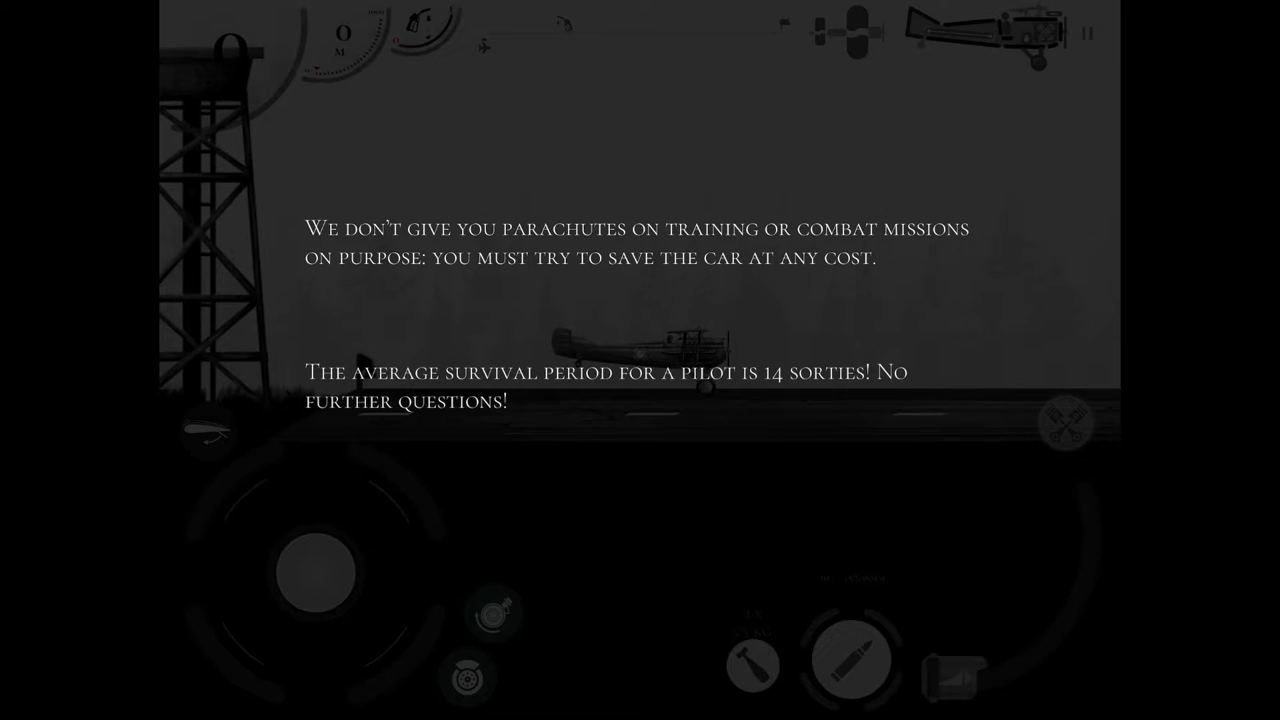 0
M
We don't give you parachutes on training or combat missions
on purpose: you must try to save the car at any cost.
The average survival period for a pilot is 14 sorties! No
further questions!